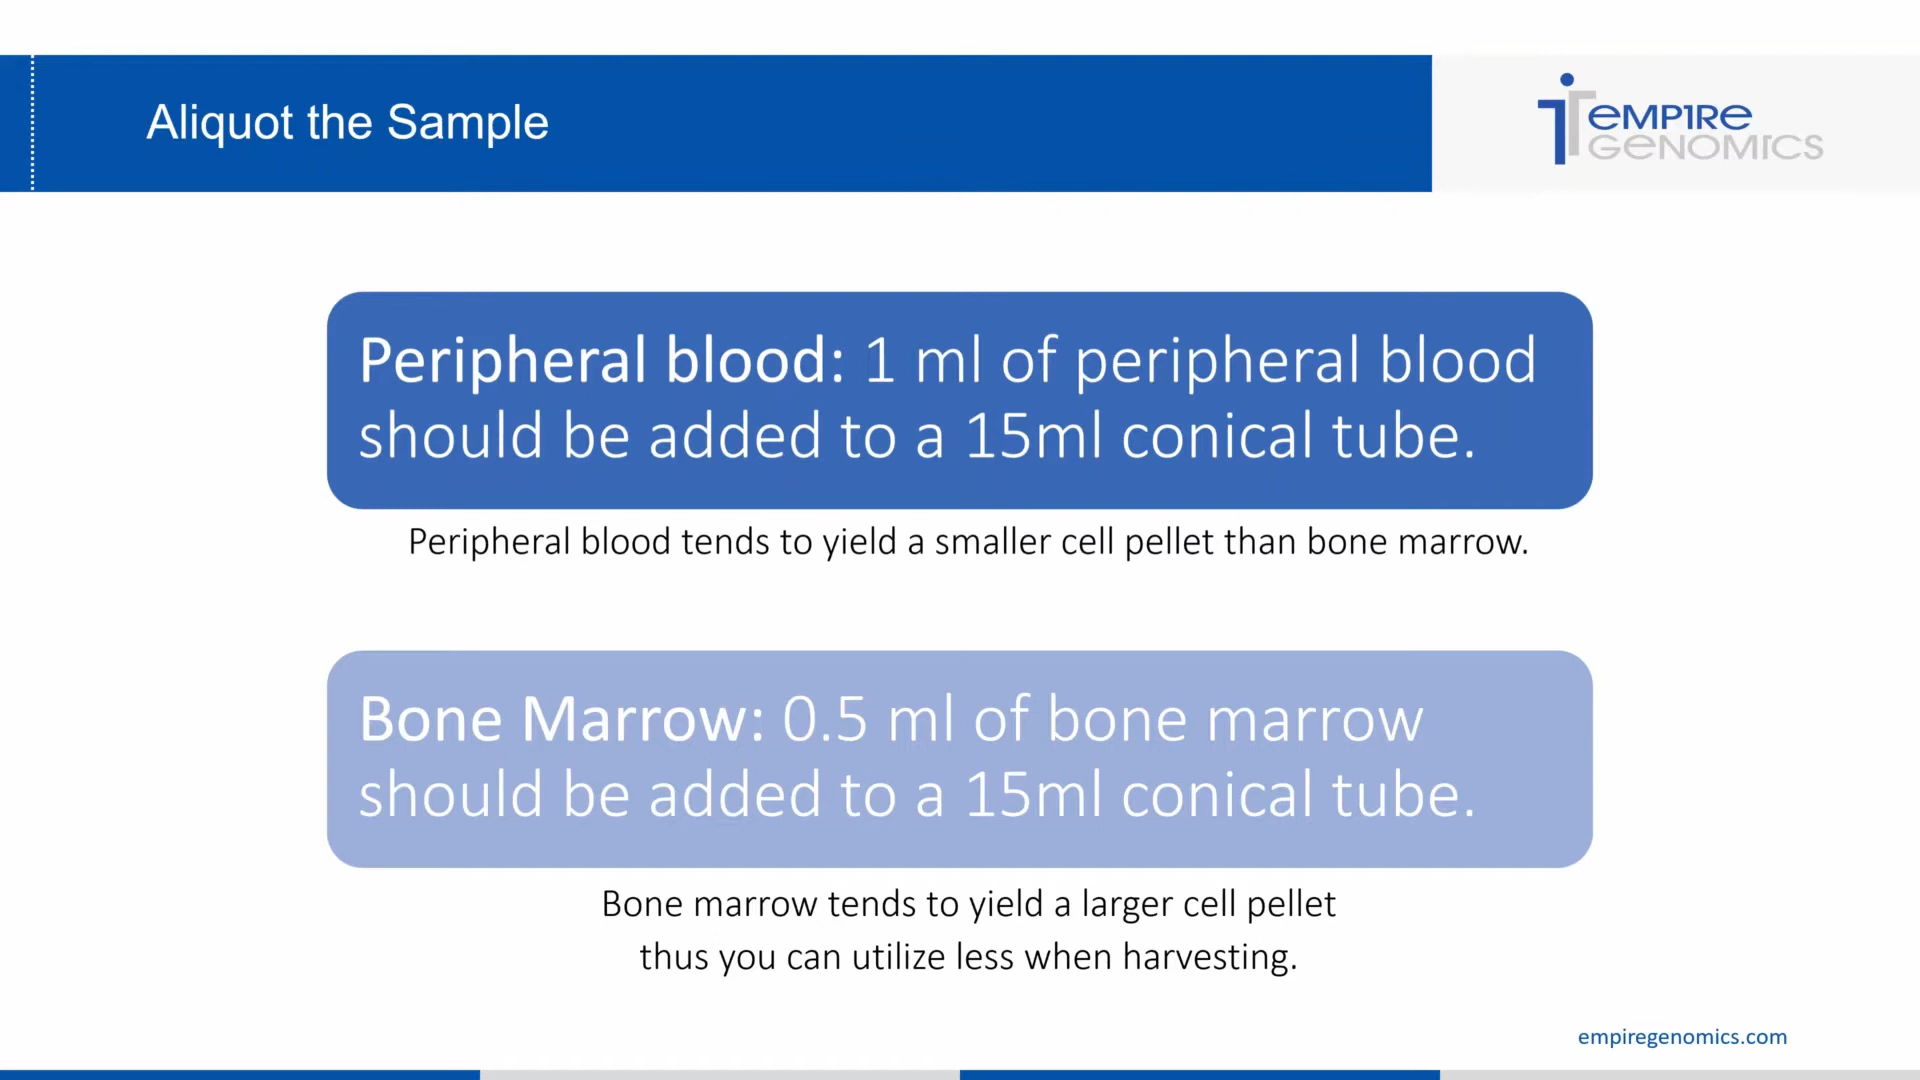 Aliquot the Sample
EMPIRE
GENOMICS
Peripheral blood: 1 ml of peripheral blood
should be added to a 15ml conical tube.
Peripheral blood tends to yield a smaller cell pellet than bone marrow.
Bone Marrow: 0.5 ml of bone marrow
should be added to a 15ml conical tube.
Bone marrow tends to yield a larger cell pellet
thus you can utilize less when harvesting.
empiregenomics.com